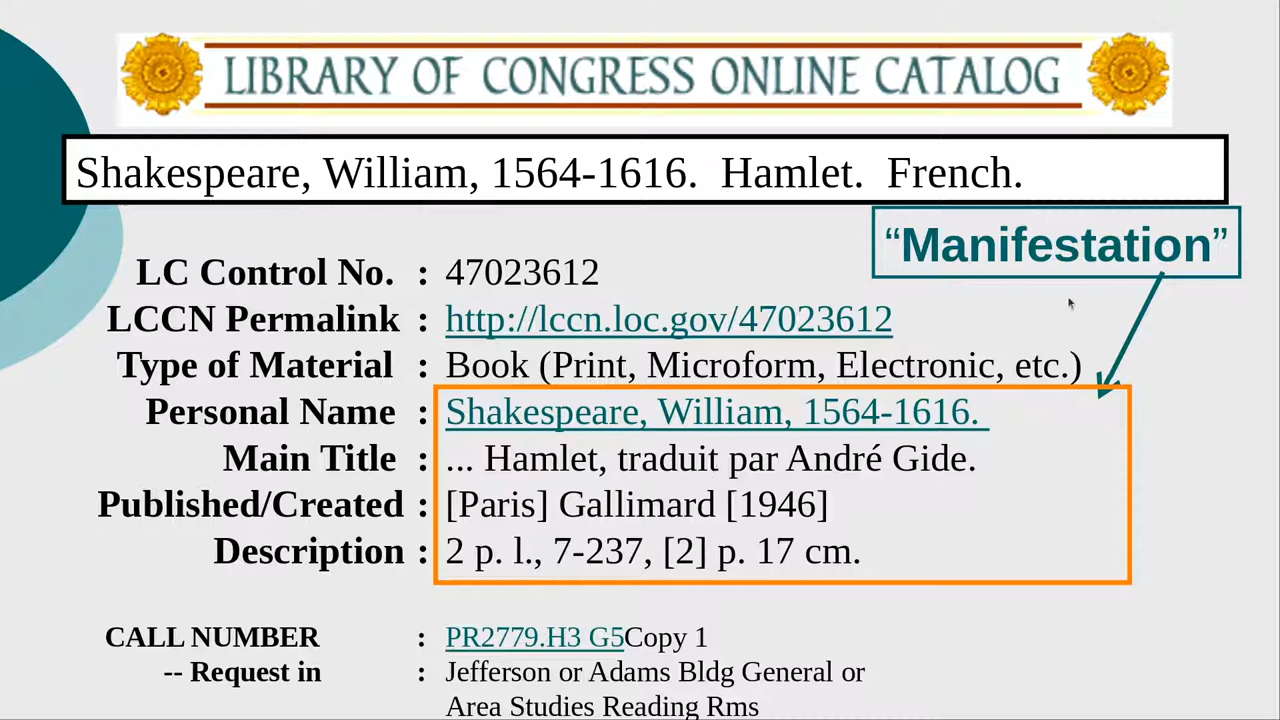 LIBRARY OF CONGRESS ONLINE CATALOG
Shakespeare, William, 1564-1616.  Hamlet.  French.
“Manifestation”
LC Control No. : 47023612
LCCN Permalink : http://lccn.loc.gov/47023612
Type of Material : Book (Print, Microform, Electronic, etc.)
Personal Name : Shakespeare, William, 1564-1616.
Main Title : ... Hamlet, traduit par André Gide.
Published/Created : [Paris] Gallimard [1946]
Description : 2 p. l., 7-237, [2] p. 17 cm.
CALL NUMBER : PR2779.H3 G5Copy 1
-- Request in : Jefferson or Adams Bldg General or
Area Studies Reading Rms